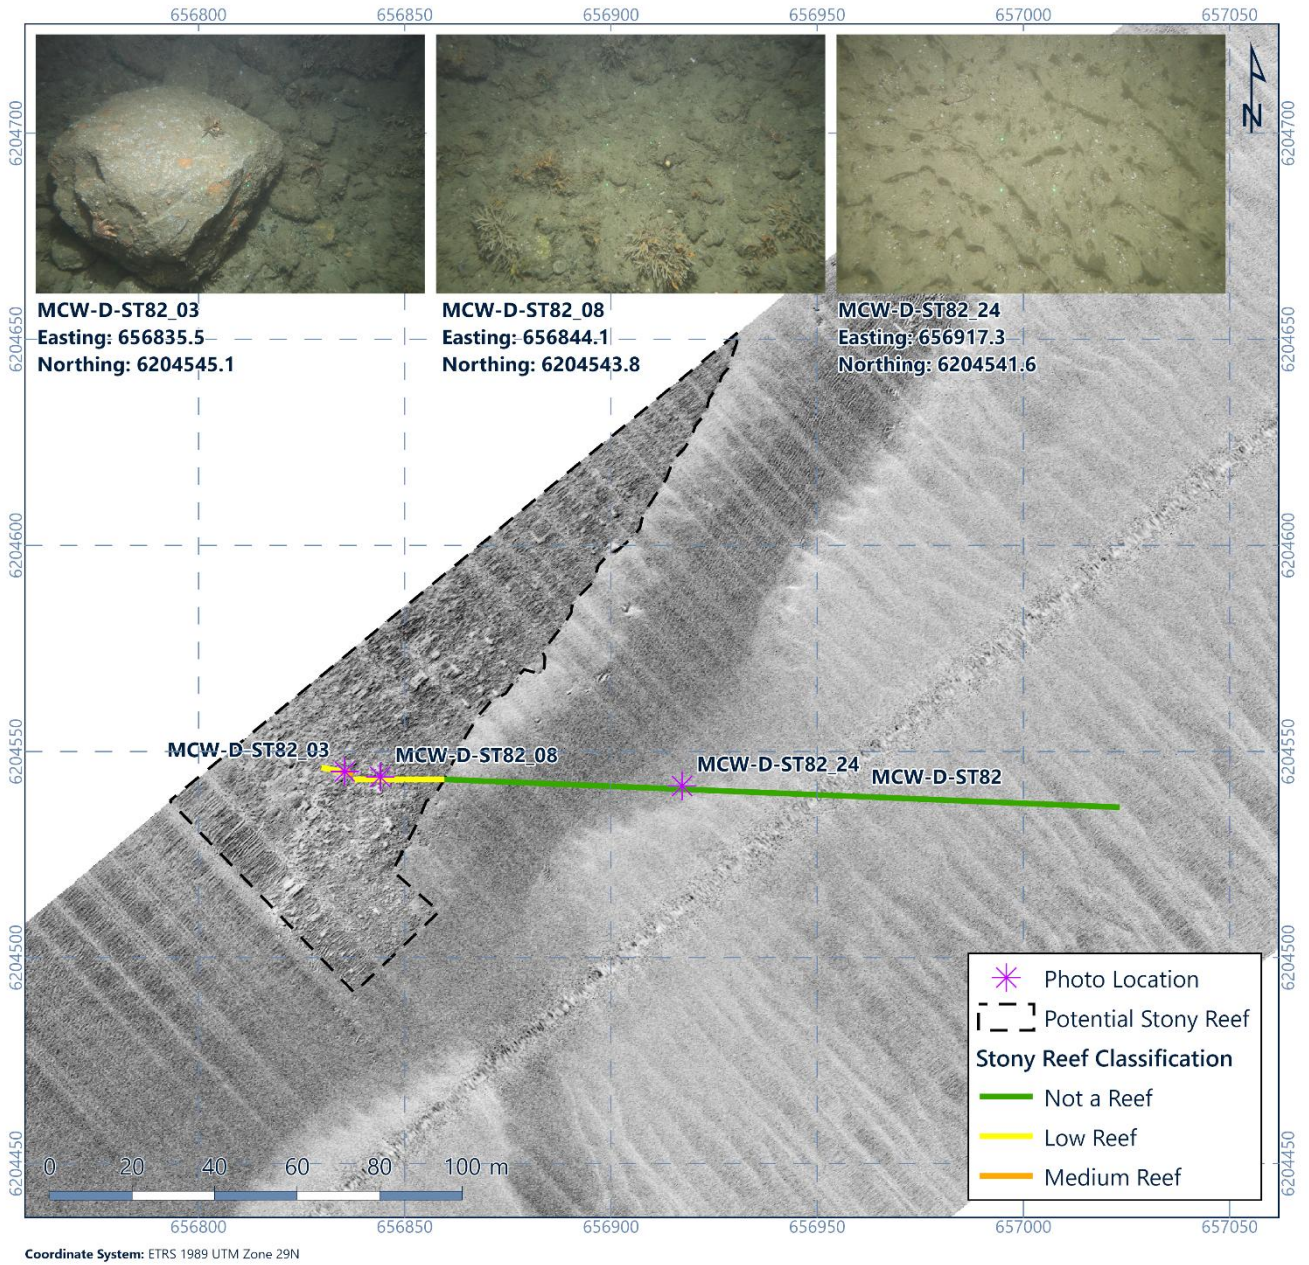 656800 656850 656900 656950 657000 657050
6204700 6204700
N
MCW-D-ST82_03 MCW-D-ST82_08 MCW-D-ST82_24
Easting: 656835.5 Easting: 656844.1 Easting: 656917.3
Northing: 6204545.1 Northing: 6204543.8 Northing: 6204541.6
6204650 6204650
6204600 6204600
6204550 6204550
MCW-D-ST82_03 MCW-D-ST82_08 MCW-D-ST82_24 MCW-D-ST82
6204500 6204500
Photo Location
Potential Stony Reef
Stony Reef Classification
Not a Reef
Low Reef
Medium Reef
6204450 6204450
0 20 40 60 80 100 m
656800 656850 656900 656950 657000 657050
Coordinate System: ETRS 1989 UTM Zone 29N